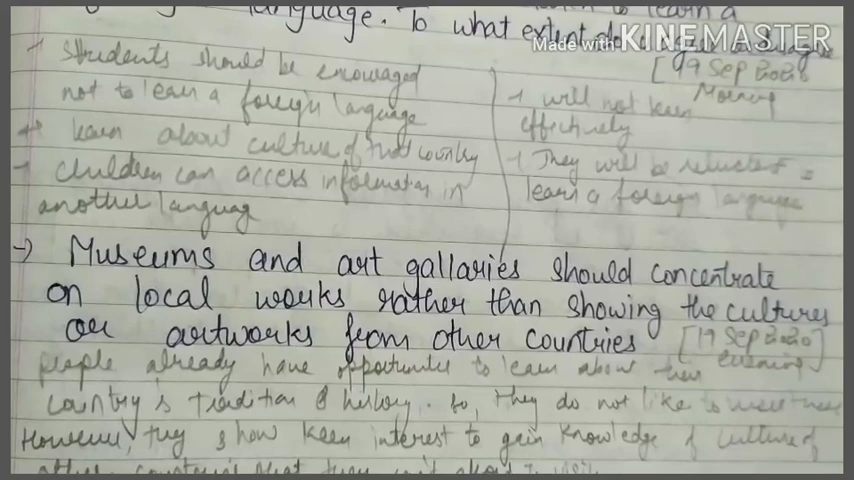 language. To what extent do
Made with KINEMASTER
[19 Sep 2020
Morning
-> Students should be encouraged
not to learn a foreign language
-> learn about culture of that country
-> Children can access information in
another language
-> will not learn
effectively
-> They will be reluctant
learn a foreign language
-> Museums and art gallaries should concentrate
on local works rather than showing the cultures
or artworks from other countries [19 Sep 2020]
evening
people already have opportunity to learn about their
country's tradition & history. So, they do not like to
However, they show keen interest to gain knowledge of culture of